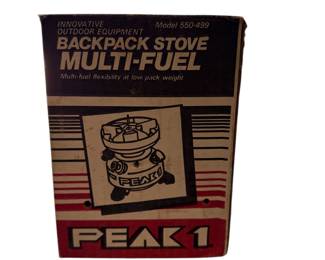 INNOVATIVE
OUTDOOR EQUIPMENT
Model 550-499
BACKPACK STOVE
MULTI-FUEL
Multi-fuel flexibility at low pack weight
PEAK 1
PEAK 1